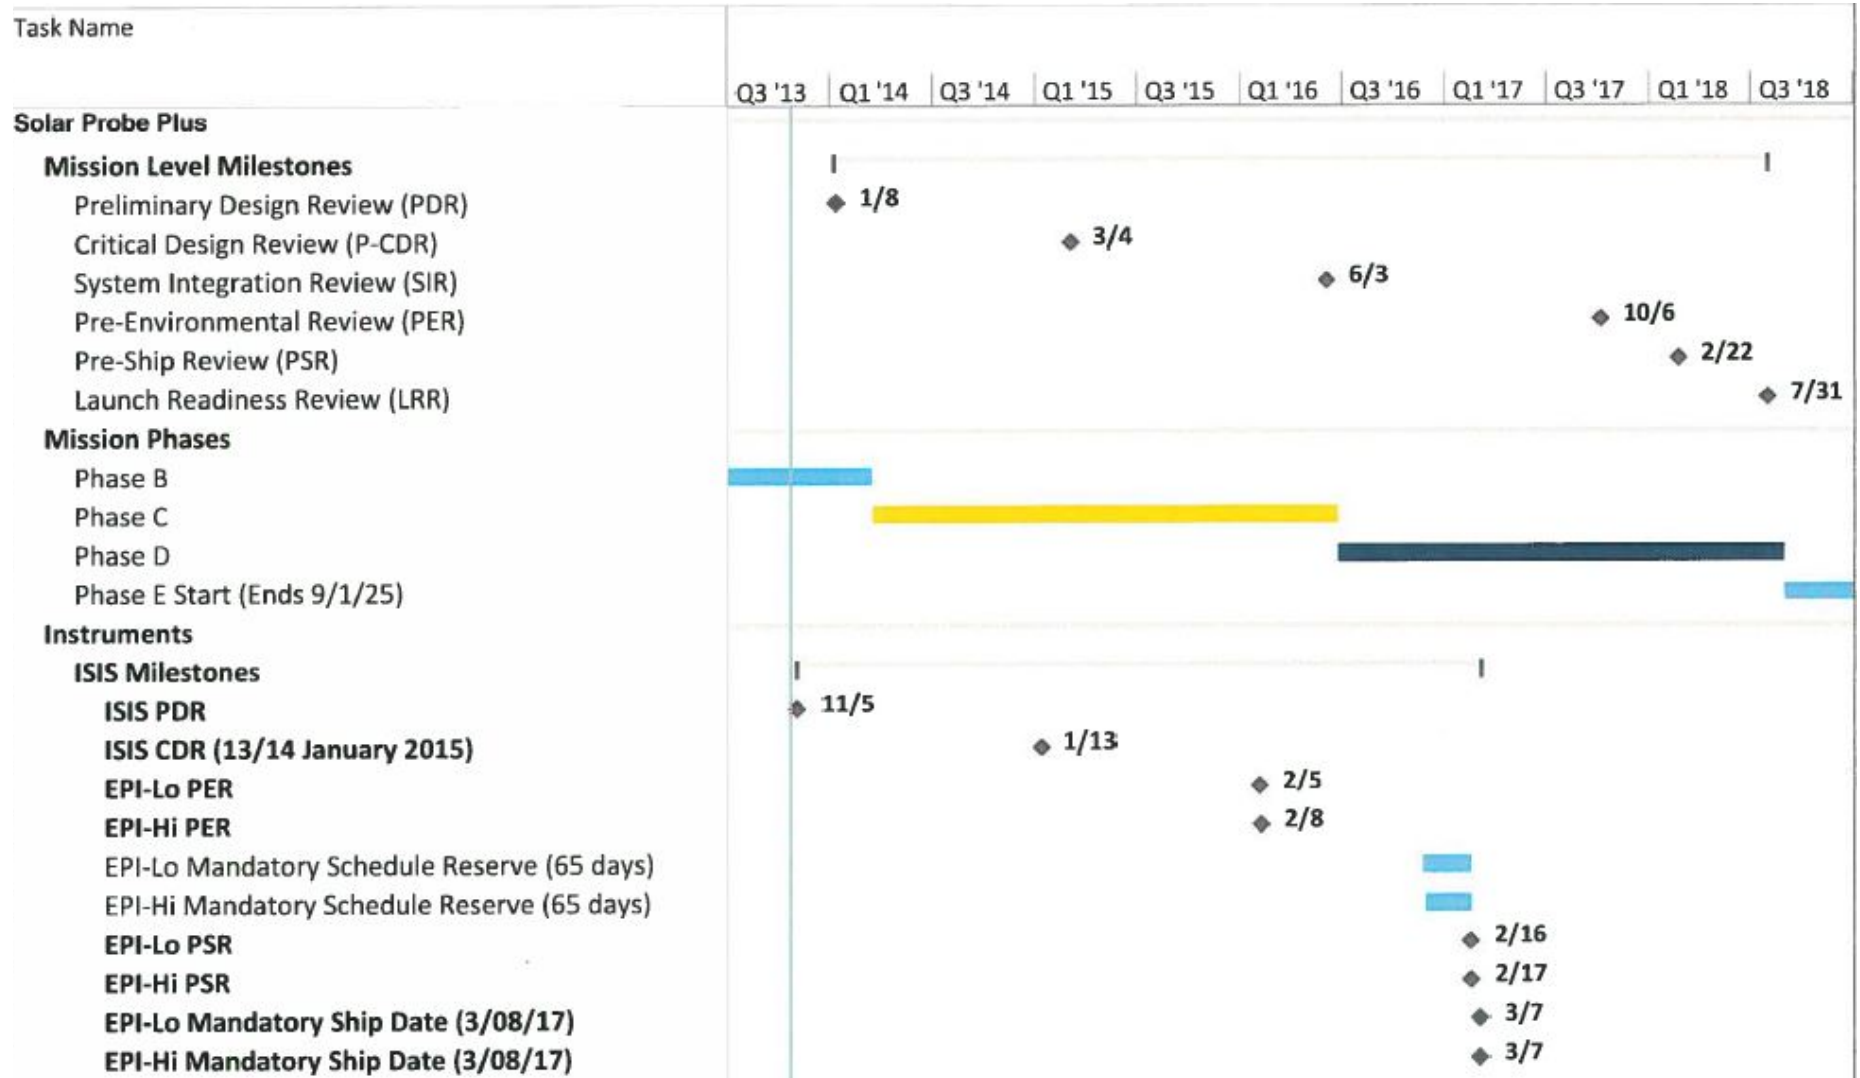 Task Name
Q3 '13 Q1 '14 Q3 '14 Q1 '15 Q3 '15 Q1 '16 Q3 '16 Q1 '17 Q3 '17 Q1 '18 Q3 '18
Solar Probe Plus
Mission Level Milestones
Preliminary Design Review (PDR) 1/8
Critical Design Review (P-CDR) 3/4
System Integration Review (SIR) 6/3
Pre-Environmental Review (PER) 10/6
Pre-Ship Review (PSR) 2/22
Launch Readiness Review (LRR) 7/31
Mission Phases
Phase B
Phase C
Phase D
Phase E Start (Ends 9/1/25)
Instruments
ISIS Milestones
ISIS PDR 11/5
ISIS CDR (13/14 January 2015) 1/13
EPI-Lo PER 2/5
EPI-Hi PER 2/8
EPI-Lo Mandatory Schedule Reserve (65 days)
EPI-Hi Mandatory Schedule Reserve (65 days)
EPI-Lo PSR 2/16
EPI-Hi PSR 2/17
EPI-Lo Mandatory Ship Date (3/08/17) 3/7
EPI-Hi Mandatory Ship Date (3/08/17) 3/7